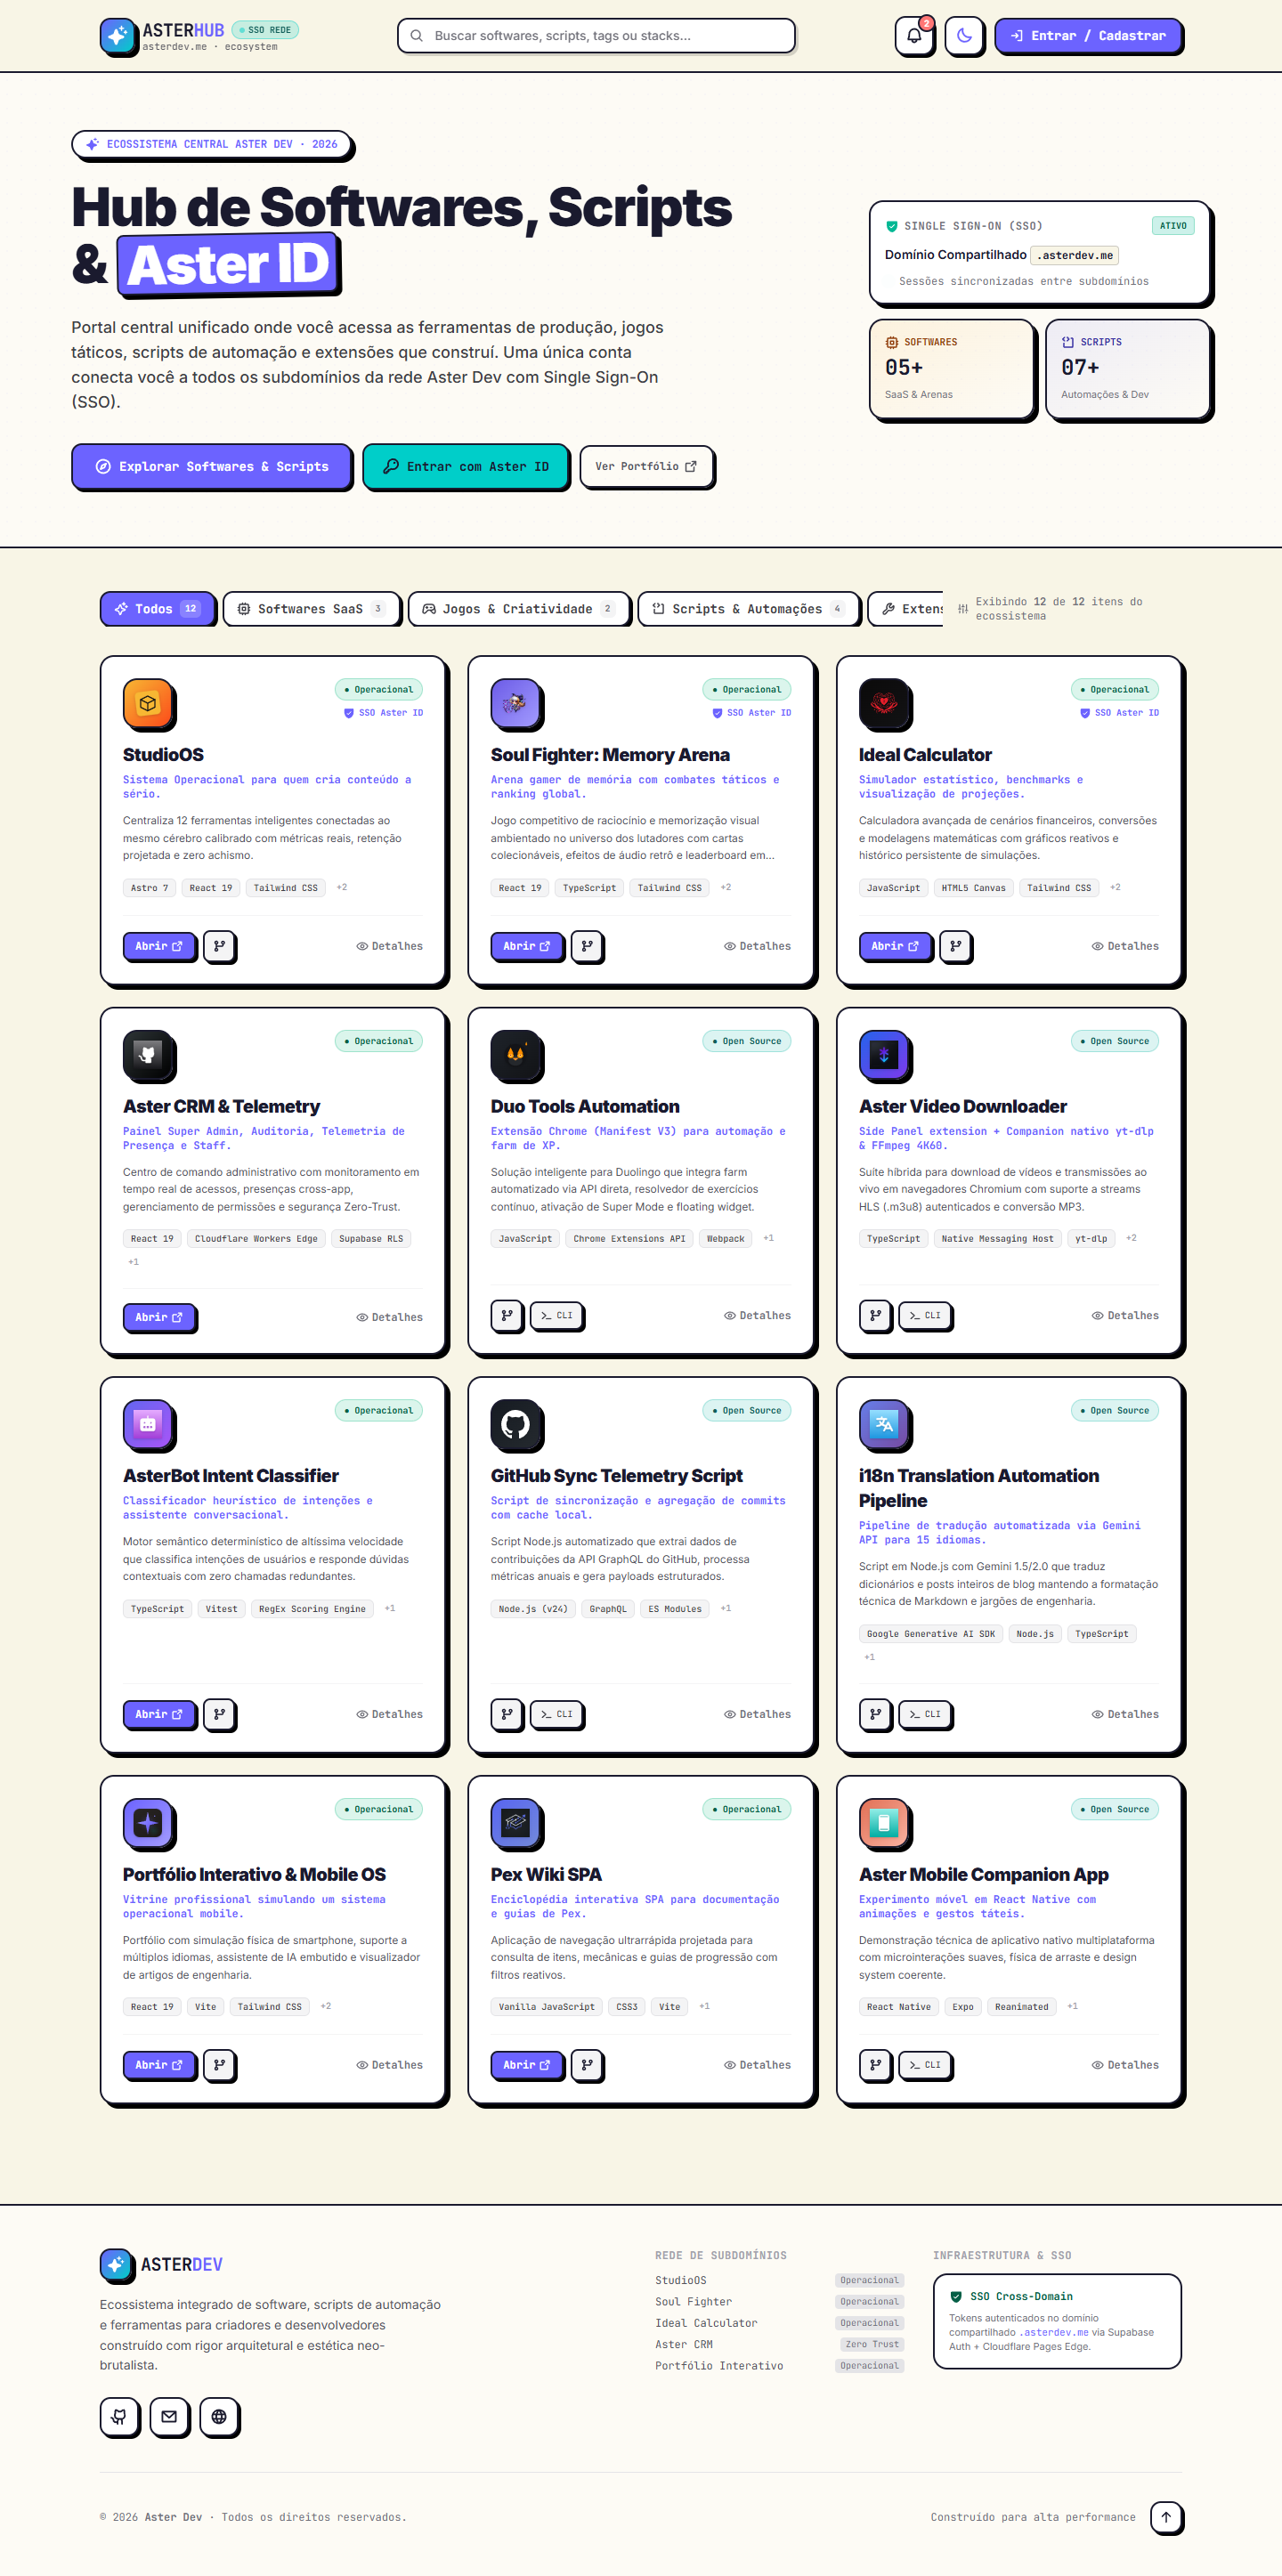 ASTERHUB
SSO REDE
asterdev.me · ecosystem
Buscar softwares, scripts, tags ou stacks...
2
Entrar / Cadastrar
ECOSSISTEMA CENTRAL ASTER DEV · 2026
Hub de Softwares, Scripts
& Aster ID
Portal central unificado onde você acessa as ferramentas de produção, jogos
táticos, scripts de automação e extensões que construí. Uma única conta
conecta você a todos os subdomínios da rede Aster Dev com Single Sign-On
(SSO).
Explorar Softwares & Scripts
Entrar com Aster ID
Ver Portfólio
SINGLE SIGN-ON (SSO)
ATIVO
Domínio Compartilhado .asterdev.me
Sessões sincronizadas entre subdomínios
SOFTWARES
05+
SaaS & Arenas
SCRIPTS
07+
Automações & Dev
Todos 12
Softwares SaaS 3
Jogos & Criatividade 2
Scripts & Automações 4
Extens
Exibindo 12 de 12 itens do
ecossistema
Operacional
SSO Aster ID
StudioOS
Sistema Operacional para quem cria conteúdo a
sério.
Centraliza 12 ferramentas inteligentes conectadas ao
mesmo cérebro calibrado com métricas reais, retenção
projetada e zero achismo.
Astro 7 React 19 Tailwind CSS +2
Abrir
Detalhes
Operacional
SSO Aster ID
Soul Fighter: Memory Arena
Arena gamer de memória com combates táticos e
ranking global.
Jogo competitivo de raciocínio e memorização visual
ambientado no universo dos lutadores com cartas
colecionáveis, efeitos de áudio retrô e leaderboard em...
React 19 TypeScript Tailwind CSS +2
Abrir
Detalhes
Operacional
SSO Aster ID
Ideal Calculator
Simulador estatístico, benchmarks e
visualização de projeções.
Calculadora avançada de cenários financeiros, conversões
e modelagens matemáticas com gráficos reativos e
histórico persistente de simulações.
JavaScript HTML5 Canvas Tailwind CSS +2
Abrir
Detalhes
Operacional
Aster CRM & Telemetry
Painel Super Admin, Auditoria, Telemetria de
Presença e Staff.
Centro de comando administrativo com monitoramento em
tempo real de acessos, presenças cross-app,
gerenciamento de permissões e segurança Zero-Trust.
React 19 Cloudflare Workers Edge Supabase RLS
+1
Abrir
Detalhes
Open Source
Duo Tools Automation
Extensão Chrome (Manifest V3) para automação e
farm de XP.
Solução inteligente para Duolingo que integra farm
automatizado via API direta, resolvedor de exercícios
contínuo, ativação de Super Mode e floating widget.
JavaScript Chrome Extensions API Webpack +1
CLI
Detalhes
Open Source
Aster Video Downloader
Side Panel extension + Companion nativo yt-dlp
& FFmpeg 4K60.
Suíte híbrida para download de vídeos e transmissões ao
vivo em navegadores Chromium com suporte a streams
HLS (.m3u8) autenticados e conversão MP3.
TypeScript Native Messaging Host yt-dlp +2
CLI
Detalhes
Operacional
AsterBot Intent Classifier
Classificador heurístico de intenções e
assistente conversacional.
Motor semântico determinístico de altíssima velocidade
que classifica intenções de usuários e responde dúvidas
contextuais com zero chamadas redundantes.
TypeScript Vitest RegEx Scoring Engine +1
Abrir
Detalhes
Open Source
GitHub Sync Telemetry Script
Script de sincronização e agregação de commits
com cache local.
Script Node.js automatizado que extrai dados de
contribuições da API GraphQL do GitHub, processa
métricas anuais e gera payloads estruturados.
Node.js (v24) GraphQL ES Modules +1
CLI
Detalhes
Open Source
i18n Translation Automation
Pipeline
Pipeline de tradução automatizada via Gemini
API para 15 idiomas.
Script em Node.js com Gemini 1.5/2.0 que traduz
dicionários e posts inteiros de blog mantendo a formatação
técnica de Markdown e jargões de engenharia.
Google Generative AI SDK Node.js TypeScript
+1
CLI
Detalhes
Operacional
Portfólio Interativo & Mobile OS
Vitrine profissional simulando um sistema
operacional mobile.
Portfólio com simulação física de smartphone, suporte a
múltiplos idiomas, assistente de IA embutido e visualizador
de artigos de engenharia.
React 19 Vite Tailwind CSS +2
Abrir
Detalhes
Operacional
Pex Wiki SPA
Enciclopédia interativa SPA para documentação
e guias de Pex.
Aplicação de navegação ultrarrápida projetada para
consulta de itens, mecânicas e guias de progressão com
filtros reativos.
Vanilla JavaScript CSS3 Vite +1
Abrir
Detalhes
Open Source
Aster Mobile Companion App
Experimento móvel em React Native com
animações e gestos táteis.
Demonstração técnica de aplicativo nativo multiplataforma
com microinterações suaves, física de arraste e design
system coerente.
React Native Expo Reanimated +1
CLI
Detalhes
ASTERDEV
Ecossistema integrado de software, scripts de automação
e ferramentas para criadores e desenvolvedores
construído com rigor arquitetural e estética neo-
brutalista.
REDE DE SUBDOMÍNIOS
StudioOS Operacional
Soul Fighter Operacional
Ideal Calculator Operacional
Aster CRM Zero Trust
Portfólio Interativo Operacional
INFRAESTRUTURA & SSO
SSO Cross-Domain
Tokens autenticados no domínio
compartilhado .asterdev.me via Supabase
Auth + Cloudflare Pages Edge.
© 2026 Aster Dev · Todos os direitos reservados.
Construído para alta performance